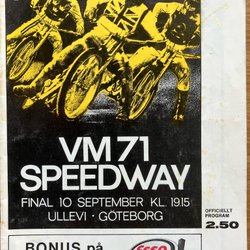 VM 71
SPEEDWAY
FINAL 10 SEPTEMBER KL. 19.15
ULLEVI · GÖTEBORG
OFFICIELLT
PROGRAM
2.50
BONUS på
ESSO